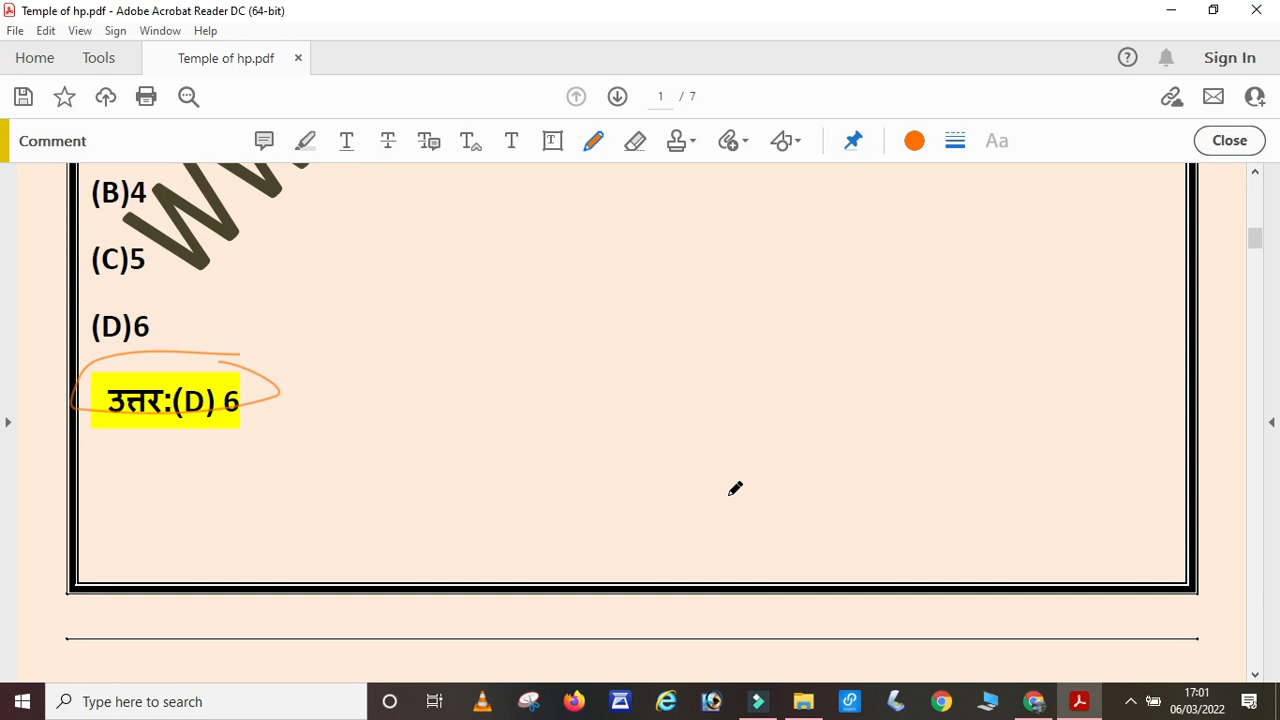 Temple of hp.pdf - Adobe Acrobat Reader DC (64-bit)
File Edit View Sign Window Help
Home Tools Temple of hp.pdf × ? Sign In
1 / 7
Comment T T T T T Aa Close
(B)4
(C)5
(D)6
उत्तर:(D) 6
Type here to search
17:01
06/03/2022